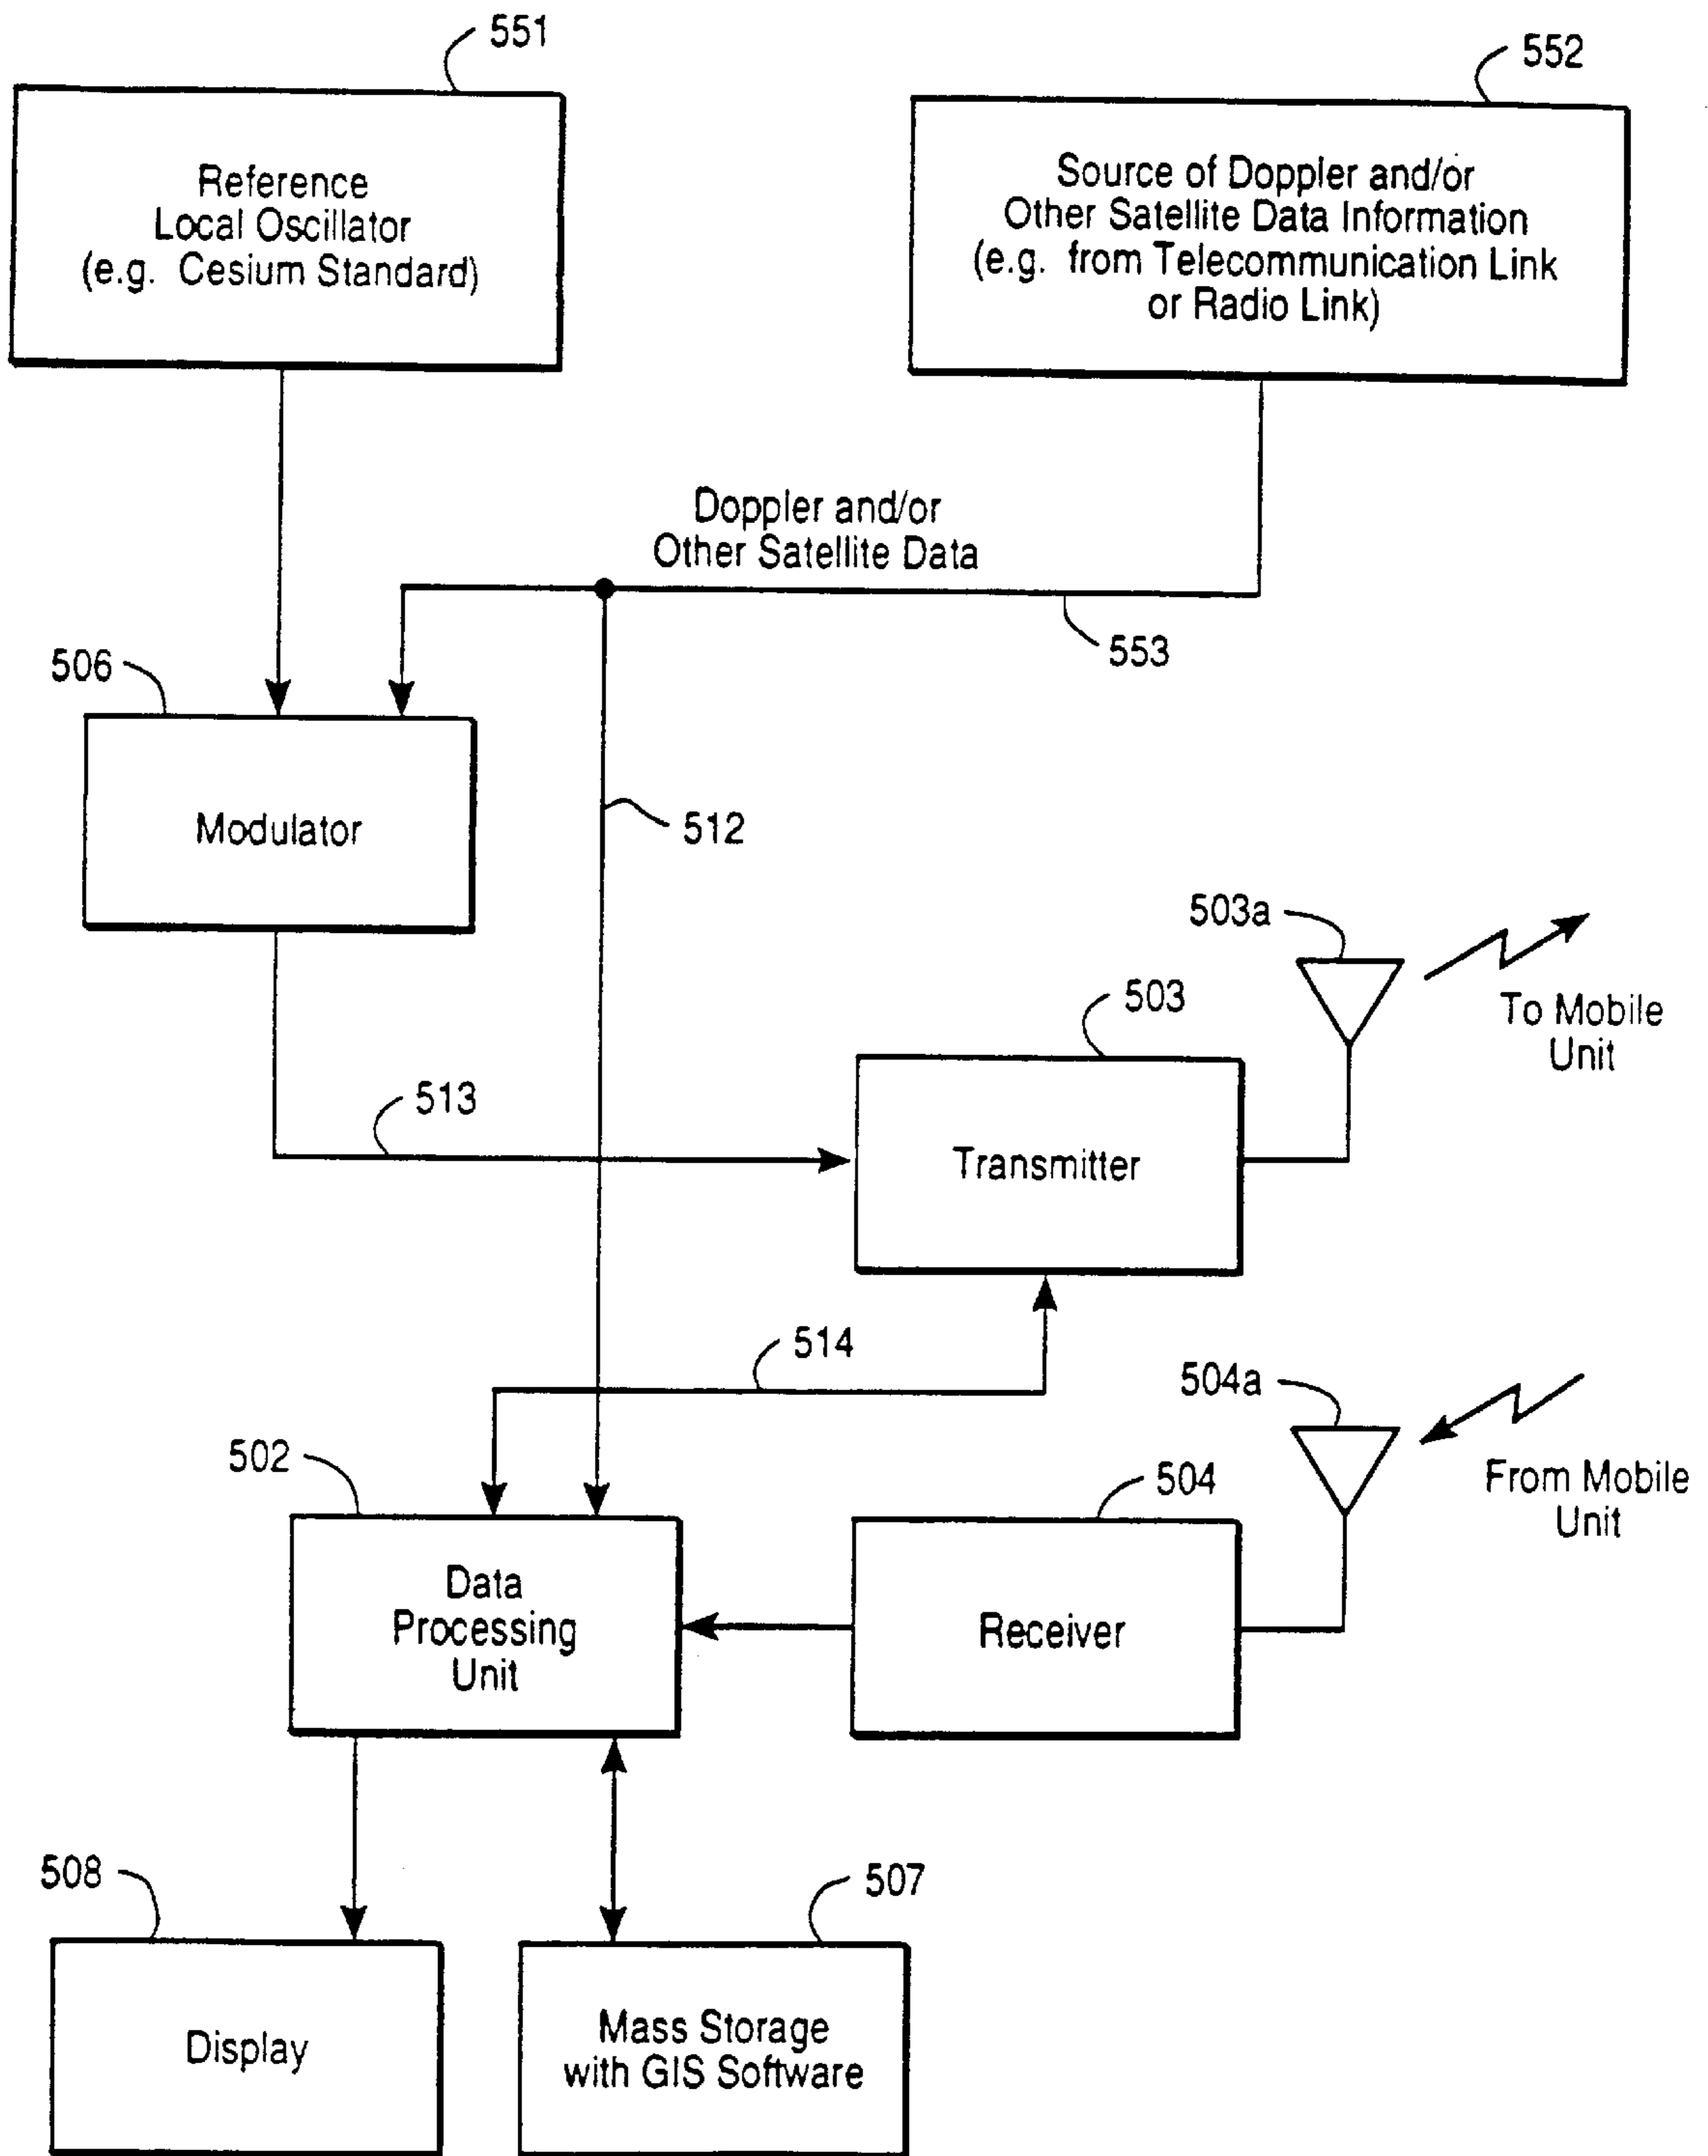 551
552
Reference
Local Oscillator
(e.g. Cesium Standard)
Source of Doppler and/or
Other Satellite Data Information
(e.g. from Telecommunication Link
or Radio Link)
Doppler and/or
Other Satellite Data
553
506
Modulator
512
503a
To Mobile
Unit
503
513
Transmitter
514
504a
From Mobile
Unit
502
504
Data
Processing
Unit
Receiver
508
507
Display
Mass Storage
with GIS Software